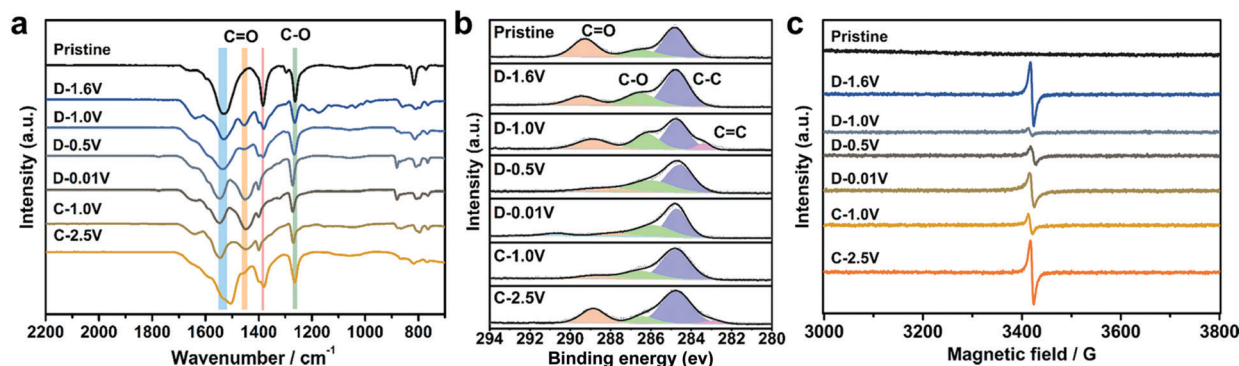 a
C=O
C-O
Pristine
D-1.6V
D-1.0V
D-0.5V
D-0.01V
C-1.0V
C-2.5V
Intensity (a.u.)
2200 2000 1800 1600 1400 1200 1000 800
Wavenumber / cm⁻¹
b
Pristine
C=O
D-1.6V
C-O
C-C
D-1.0V
C=C
D-0.5V
D-0.01V
C-1.0V
C-2.5V
Intensity (a.u.)
294 292 290 288 286 284 282 280
Binding energy (ev)
c
Pristine
D-1.6V
D-1.0V
D-0.5V
D-0.01V
C-1.0V
C-2.5V
Intensity (a.u.)
3000 3200 3400 3600 3800
Magnetic field / G